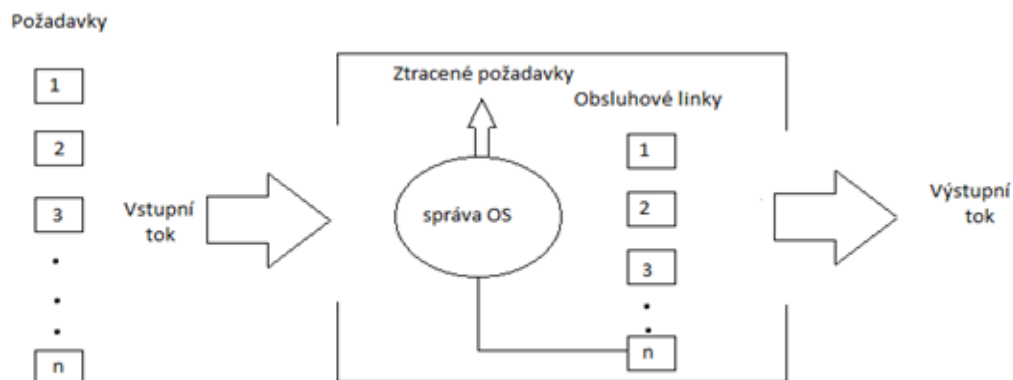 Požadavky
1
2
3
n
Vstupní
tok
Ztracené požadavky
správa OS
Obsluhové linky
1
2
3
n
Výstupní
tok